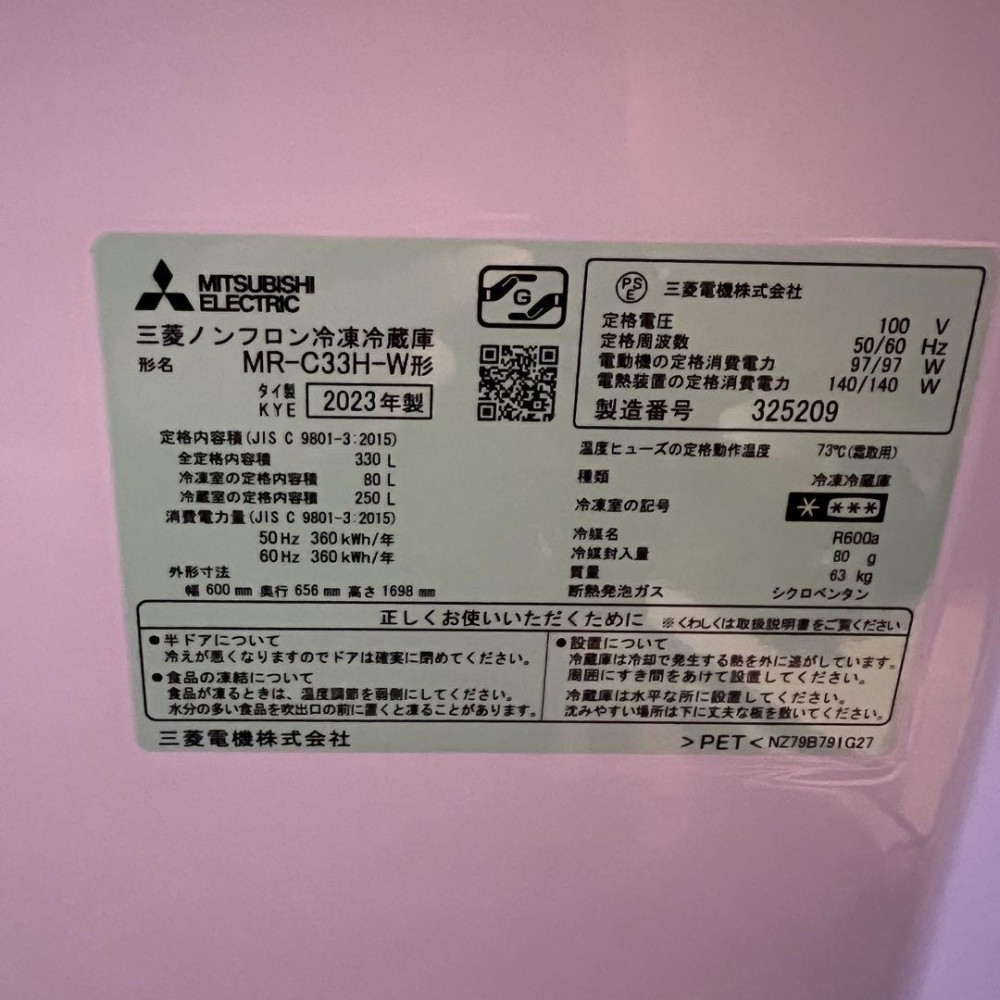 MITSUBISHI
ELECTRIC
三菱ノンフロン冷凍冷蔵庫
形名 MR-C33H-W形
タイ製
KYE 2023年製
定格内容積(JIS C 9801-3:2015)
全定格内容積 330 L
冷凍室の定格内容積 80 L
冷蔵室の定格内容積 250 L
消費電力量(JIS C 9801-3:2015)
50Hz 360kWh/年
60Hz 360kWh/年
外形寸法
幅 600mm 奥行 656mm 高さ 1698mm
G
PSE 三菱電機株式会社
定格電圧 100 V
定格周波数 50/60 Hz
電動機の定格消費電力 97/97 W
電熱装置の定格消費電力 140/140 W
製造番号 325209
温度ヒューズの定格動作温度 73℃(霜取用)
種類 冷凍冷蔵庫
冷凍室の記号 * ***
冷媒名 R600a
冷媒封入量 80 g
質量 63 kg
断熱発泡ガス シクロペンタン
正しくお使いいただくために ※くわしくは取扱説明書をご覧ください
●半ドアについて
冷えが悪くなりますのでドアは確実に閉めてください。
●食品の凍結について
食品が凍るときは、温度調節を弱側にしてください。
水分の多い食品を吹出口の前に置くと凍ることがあります。
●設置について
冷蔵庫は冷却で発生する熱を外に逃がしています。
周囲にすき間をあけて設置してください。
冷蔵庫は水平な所に設置してください。
沈みやすい場所は下に丈夫な板を敷いてください。
三菱電機株式会社 >PET< NZ79B791G27